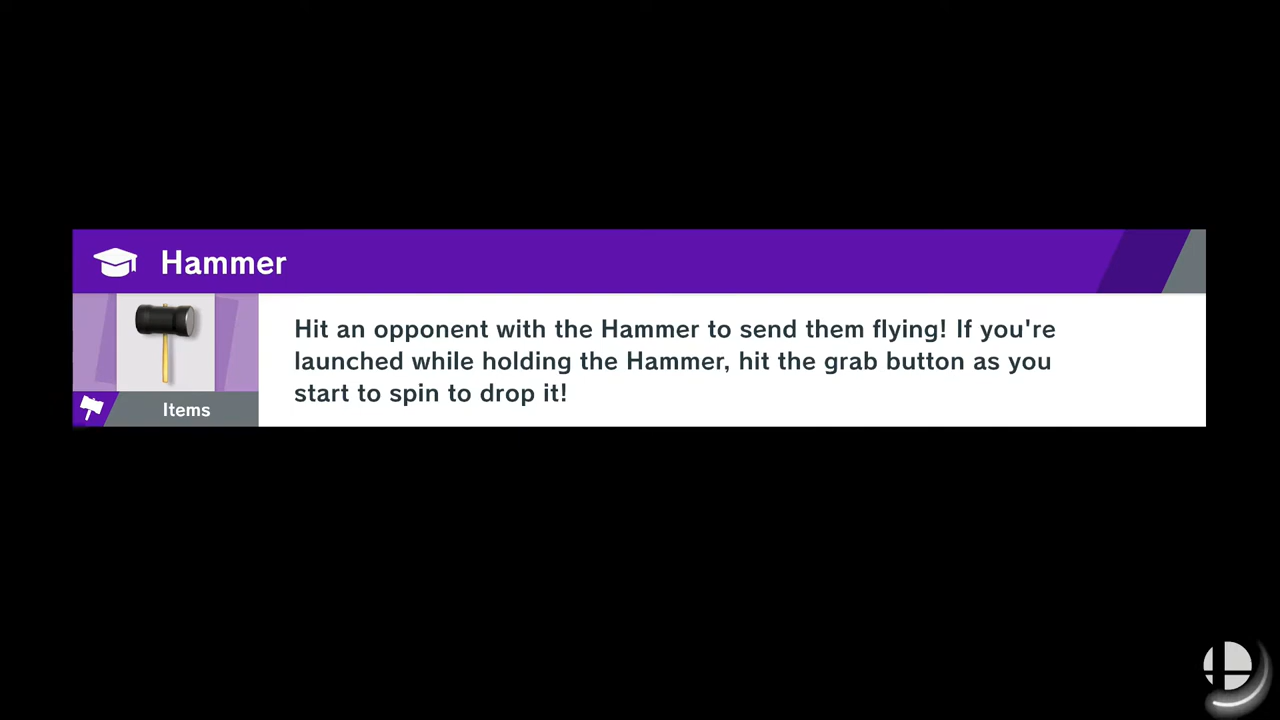 Hammer
Hit an opponent with the Hammer to send them flying! If you're
launched while holding the Hammer, hit the grab button as you
start to spin to drop it!
Items